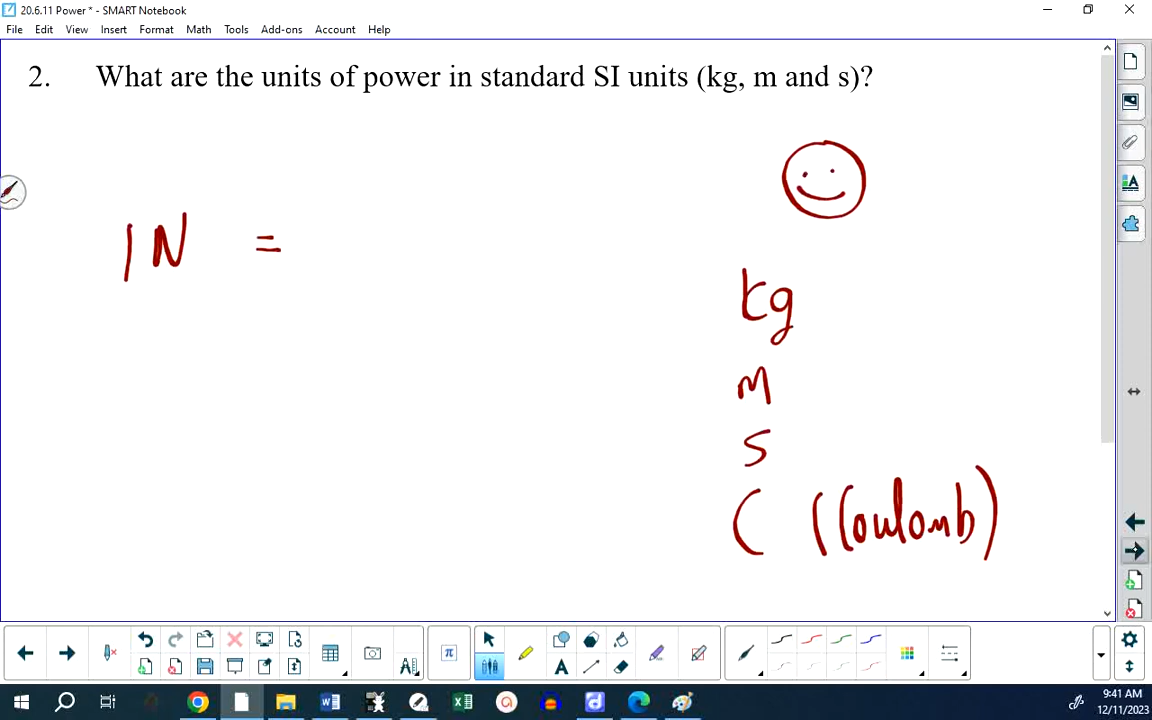 20.6.11 Power * - SMART Notebook
File Edit View Insert Format Math Tools Add-ons Account Help
2. What are the units of power in standard SI units (kg, m and s)?
1 N =
kg
m
s
C (Coulomb)
π
A
9:41 AM
12/11/2023